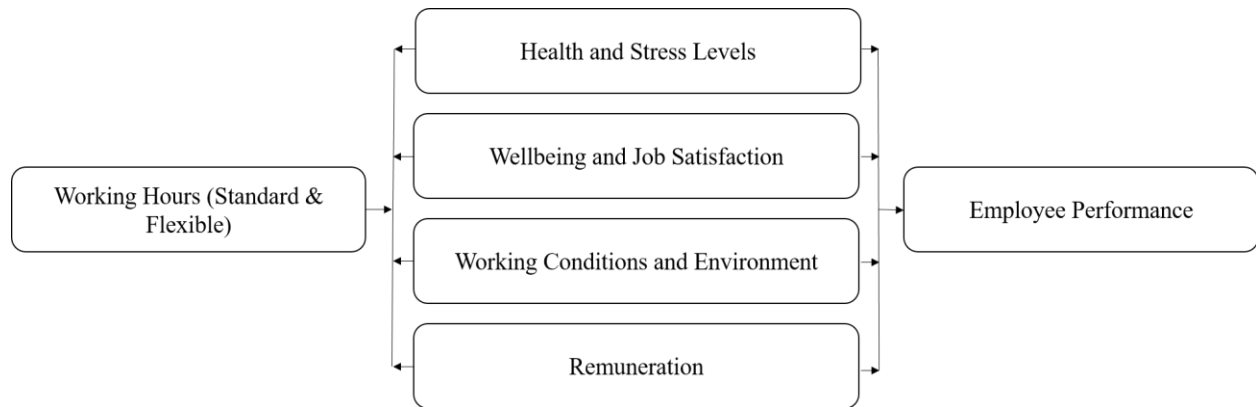 Working Hours (Standard &
Flexible)
Health and Stress Levels
Wellbeing and Job Satisfaction
Working Conditions and Environment
Remuneration
Employee Performance